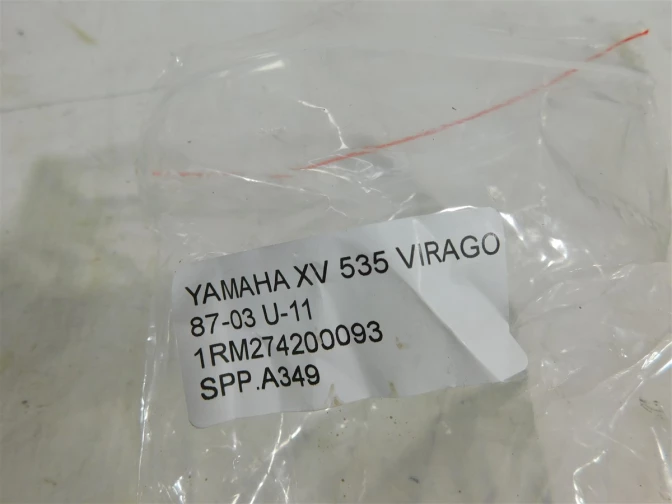 YAMAHA XV 535 VIRAGO
87-03 U-11
1RM274200093
SPP.A349